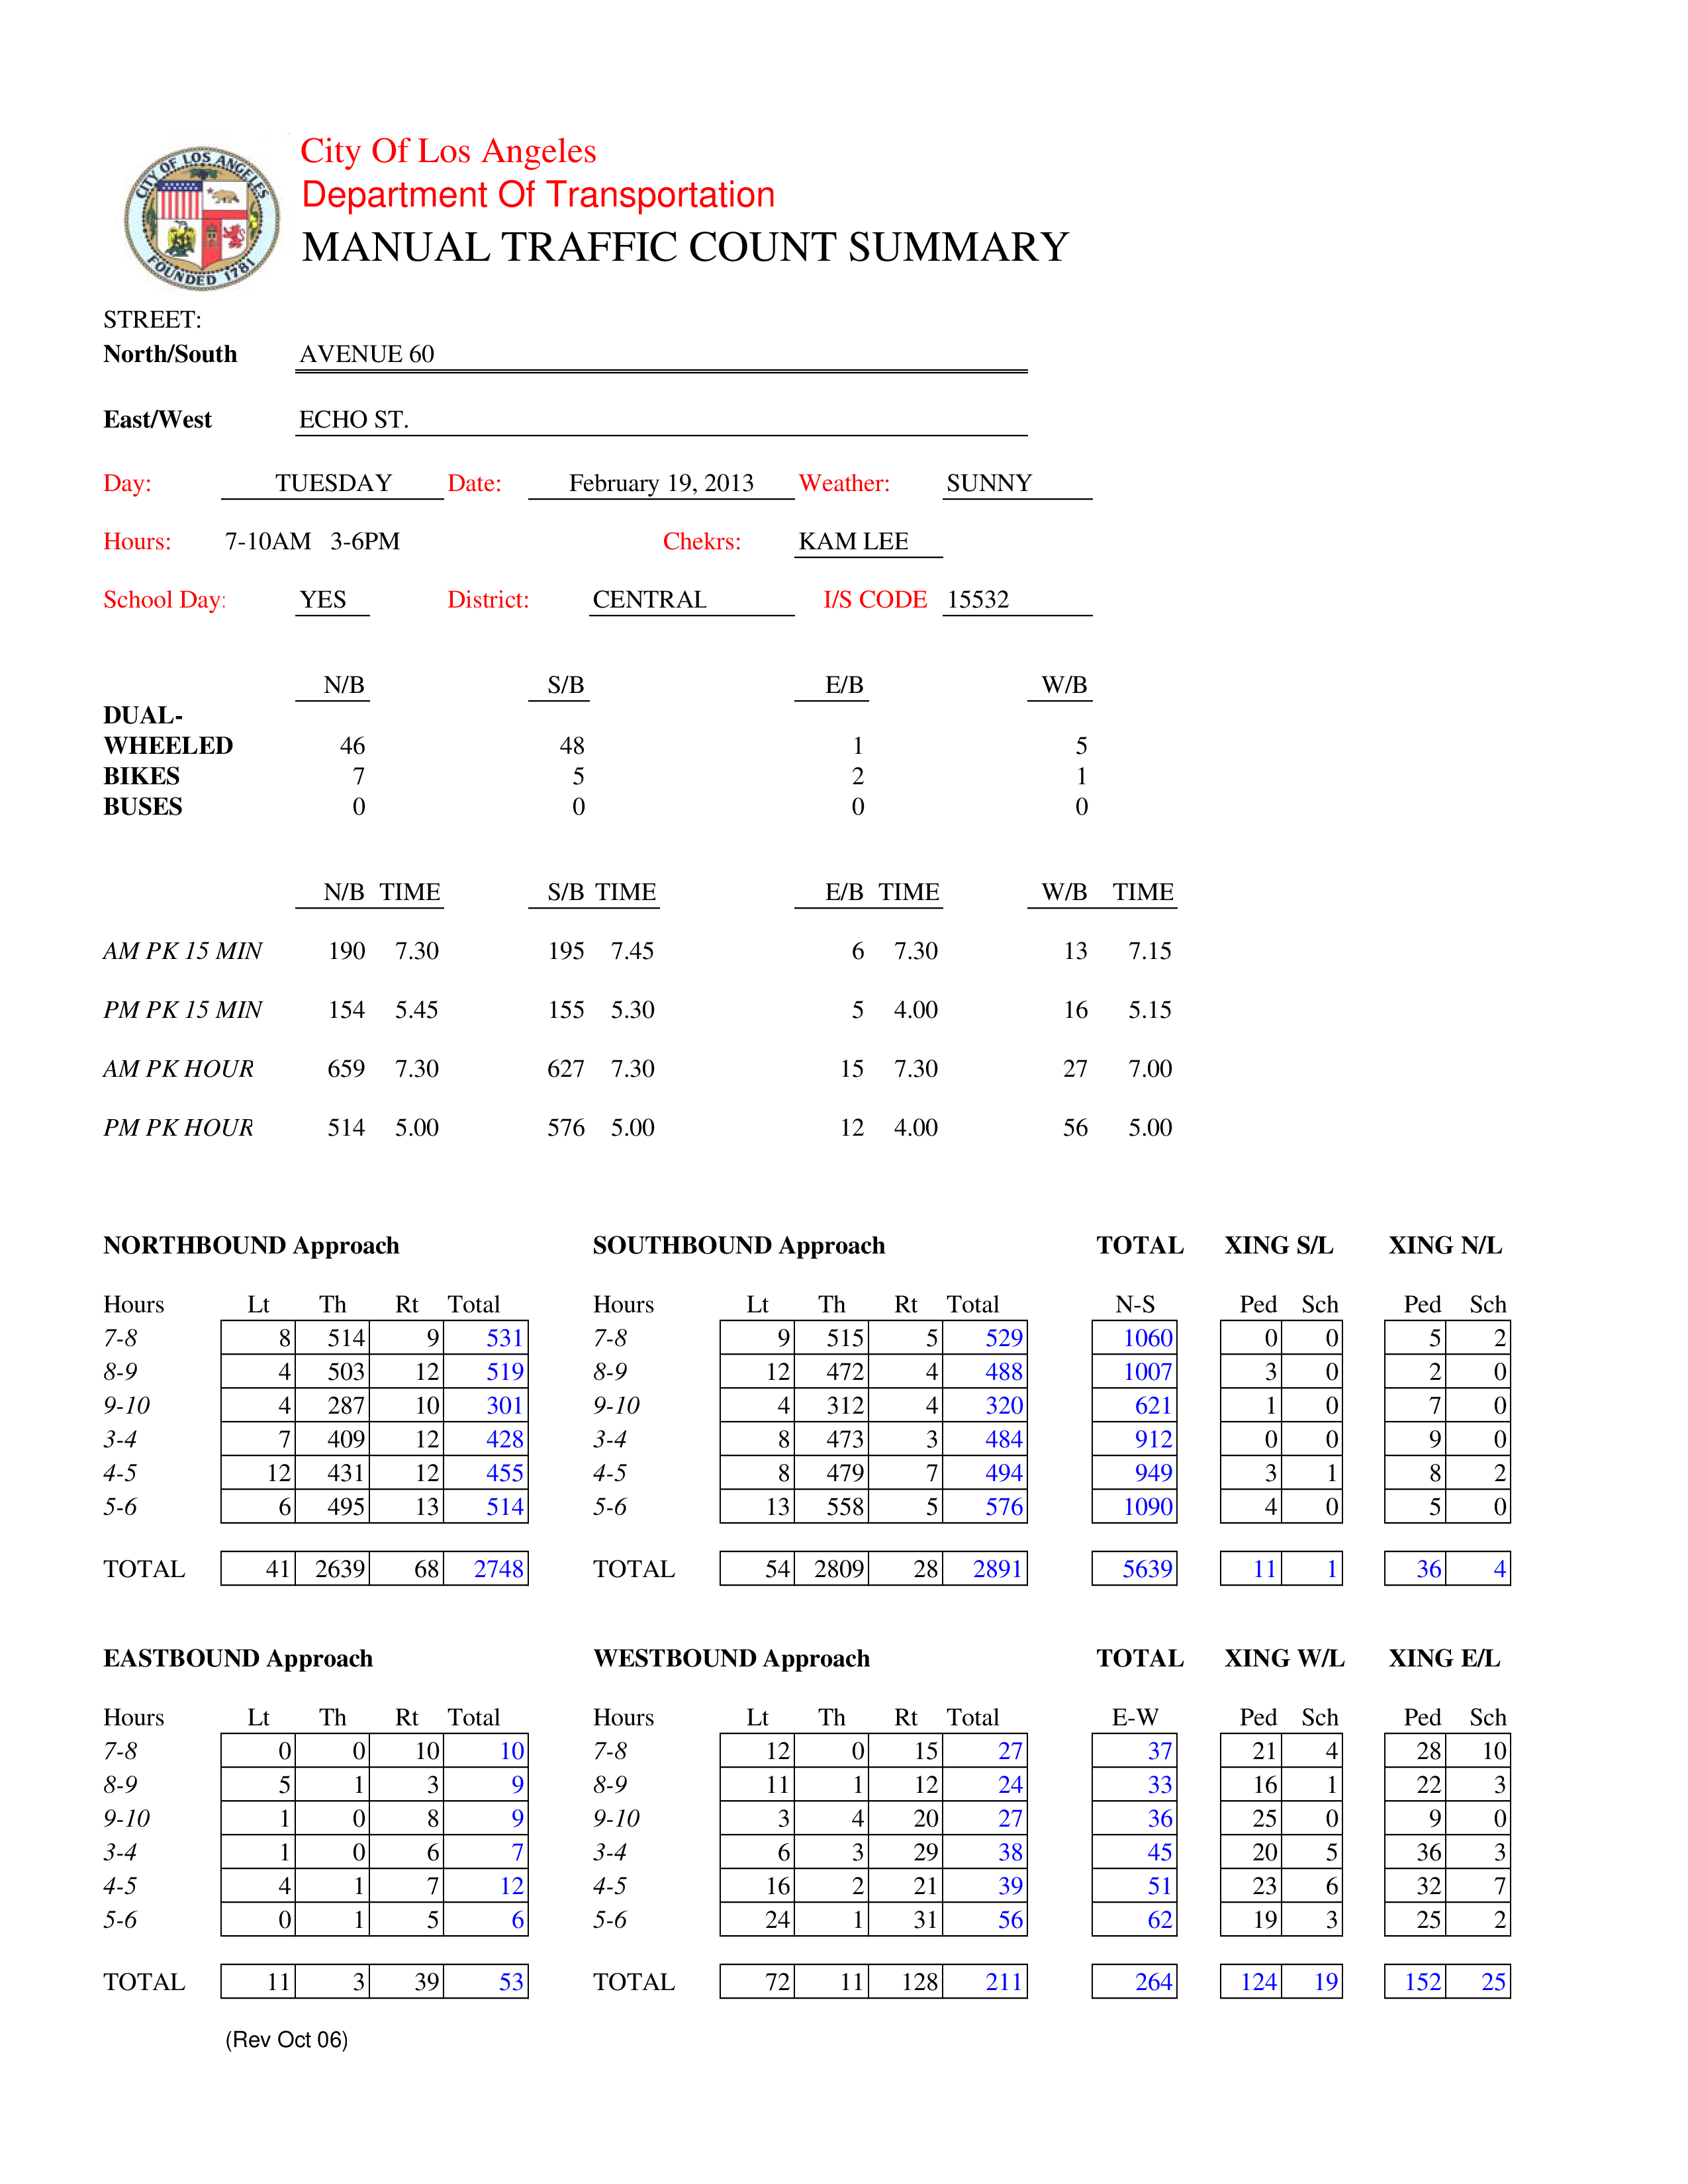 CITY OF LOS ANGELES
FOUNDED 1781
City Of Los Angeles
Department Of Transportation
MANUAL TRAFFIC COUNT SUMMARY
STREET:
North/South AVENUE 60
East/West ECHO ST.
Day: TUESDAY Date: February 19, 2013 Weather: SUNNY
Hours: 7-10AM 3-6PM Chekrs: KAM LEE
School Day: YES District: CENTRAL I/S CODE 15532
N/B S/B E/B W/B
DUAL-
WHEELED 46 48 1 5
BIKES 7 5 2 1
BUSES 0 0 0 0
N/B TIME S/B TIME E/B TIME W/B TIME
AM PK 15 MIN 190 7.30 195 7.45 6 7.30 13 7.15
PM PK 15 MIN 154 5.45 155 5.30 5 4.00 16 5.15
AM PK HOUR 659 7.30 627 7.30 15 7.30 27 7.00
PM PK HOUR 514 5.00 576 5.00 12 4.00 56 5.00
NORTHBOUND Approach SOUTHBOUND Approach TOTAL XING S/L XING N/L
Hours Lt Th Rt Total Hours Lt Th Rt Total N-S Ped Sch Ped Sch
7-8 8 514 9 531 7-8 9 515 5 529 1060 0 0 5 2
8-9 4 503 12 519 8-9 12 472 4 488 1007 3 0 2 0
9-10 4 287 10 301 9-10 4 312 4 320 621 1 0 7 0
3-4 7 409 12 428 3-4 8 473 3 484 912 0 0 9 0
4-5 12 431 12 455 4-5 8 479 7 494 949 3 1 8 2
5-6 6 495 13 514 5-6 13 558 5 576 1090 4 0 5 0
TOTAL 41 2639 68 2748 TOTAL 54 2809 28 2891 5639 11 1 36 4
EASTBOUND Approach WESTBOUND Approach TOTAL XING W/L XING E/L
Hours Lt Th Rt Total Hours Lt Th Rt Total E-W Ped Sch Ped Sch
7-8 0 0 10 10 7-8 12 0 15 27 37 21 4 28 10
8-9 5 1 3 9 8-9 11 1 12 24 33 16 1 22 3
9-10 1 0 8 9 9-10 3 4 20 27 36 25 0 9 0
3-4 1 0 6 7 3-4 6 3 29 38 45 20 5 36 3
4-5 4 1 7 12 4-5 16 2 21 39 51 23 6 32 7
5-6 0 1 5 6 5-6 24 1 31 56 62 19 3 25 2
TOTAL 11 3 39 53 TOTAL 72 11 128 211 264 124 19 152 25
(Rev Oct 06)